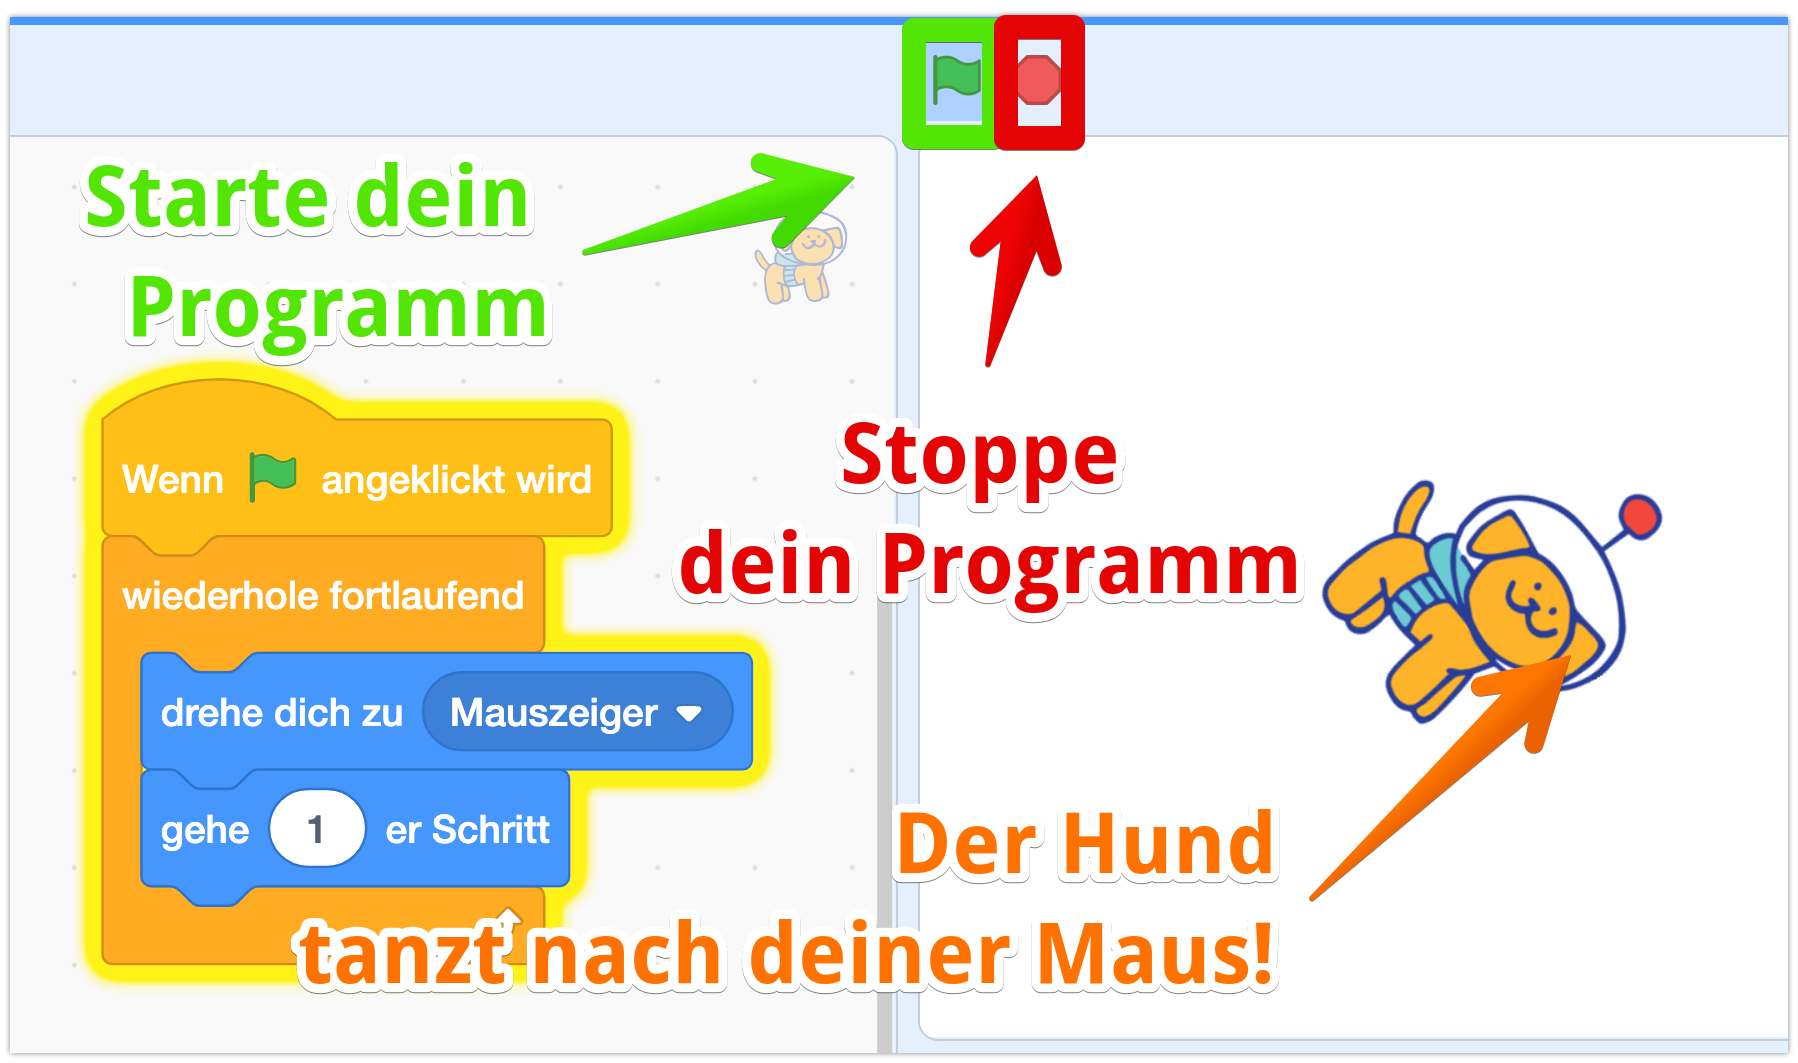 Starte dein
Programm
Wenn angeklickt wird
wiederhole fortlaufend
drehe dich zu Mauszeiger
gehe 1 er Schritt
Stoppe
dein Programm
Der Hund
tanzt nach deiner Maus!